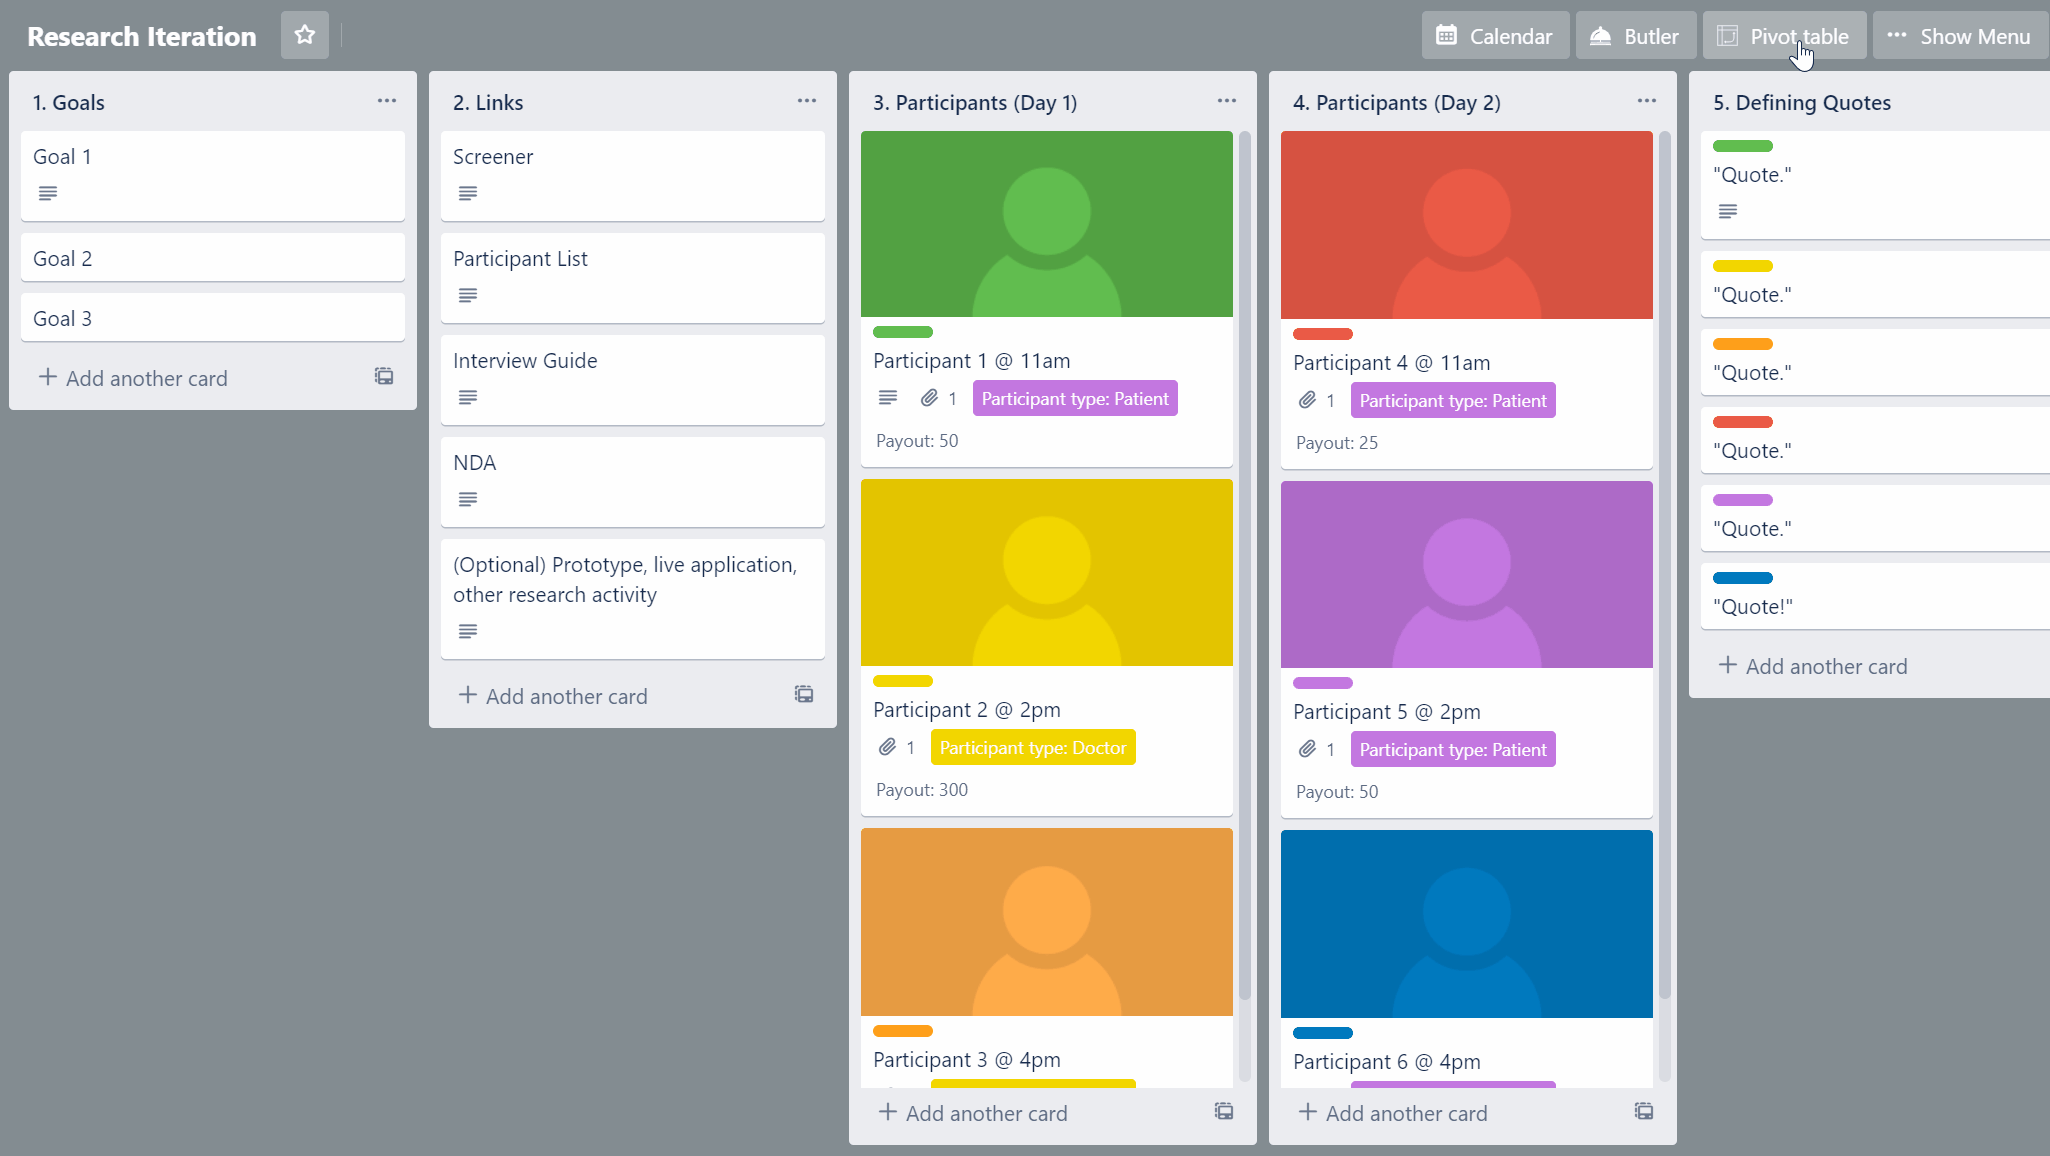 Research Iteration
Calendar
Butler
Pivot table
Show Menu
1. Goals
Goal 1
Goal 2
Goal 3
Add another card
2. Links
Screener
Participant List
Interview Guide
NDA
(Optional) Prototype, live application,
other research activity
Add another card
3. Participants (Day 1)
Participant 1 @ 11am
1
Participant type: Patient
Payout: 50
Participant 2 @ 2pm
1
Participant type: Doctor
Payout: 300
Participant 3 @ 4pm
Add another card
4. Participants (Day 2)
Participant 4 @ 11am
1
Participant type: Patient
Payout: 25
Participant 5 @ 2pm
1
Participant type: Patient
Payout: 50
Participant 6 @ 4pm
Add another card
5. Defining Quotes
"Quote."
"Quote."
"Quote."
"Quote."
"Quote."
"Quote!"
Add another card